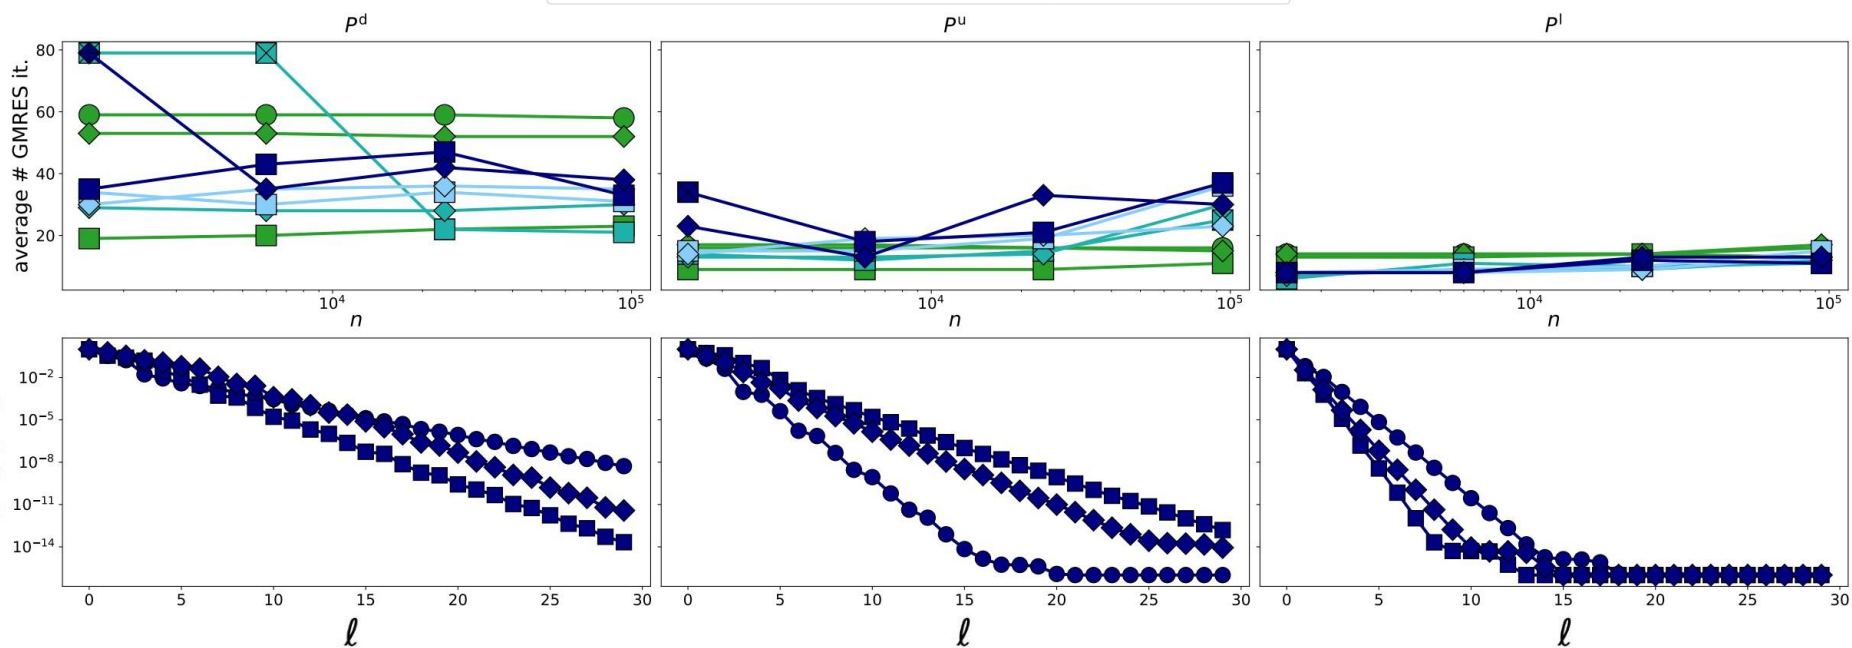 P^d P^u P^l
average # GMRES it.
80
60
40
20
10^4 10^5 10^4 10^5 10^4 10^5
n n n
10^−2
10^−5
10^−8
10^−11
10^−14
0 5 10 15 20 25 30 0 5 10 15 20 25 30 0 5 10 15 20 25 30
ℓ ℓ ℓ